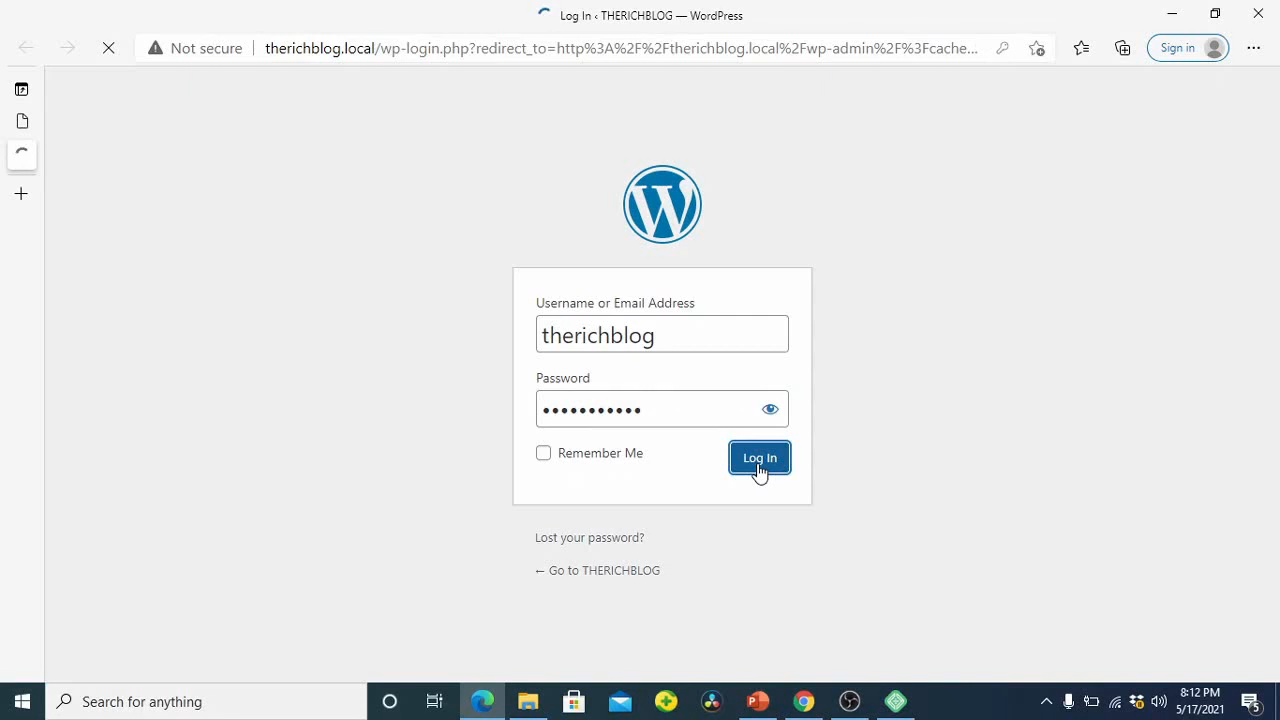 Log In ‹ THERICHBLOG — WordPress
Not secure
therichblog.local/wp-login.php?redirect_to=http%3A%2F%2Ftherichblog.local%2Fwp-admin%2F%3Fcache...
Sign in
Username or Email Address
therichblog
Password
•••••••••••
Remember Me
Log In
Lost your password?
← Go to THERICHBLOG
Search for anything
8:12 PM
5/17/2021
5